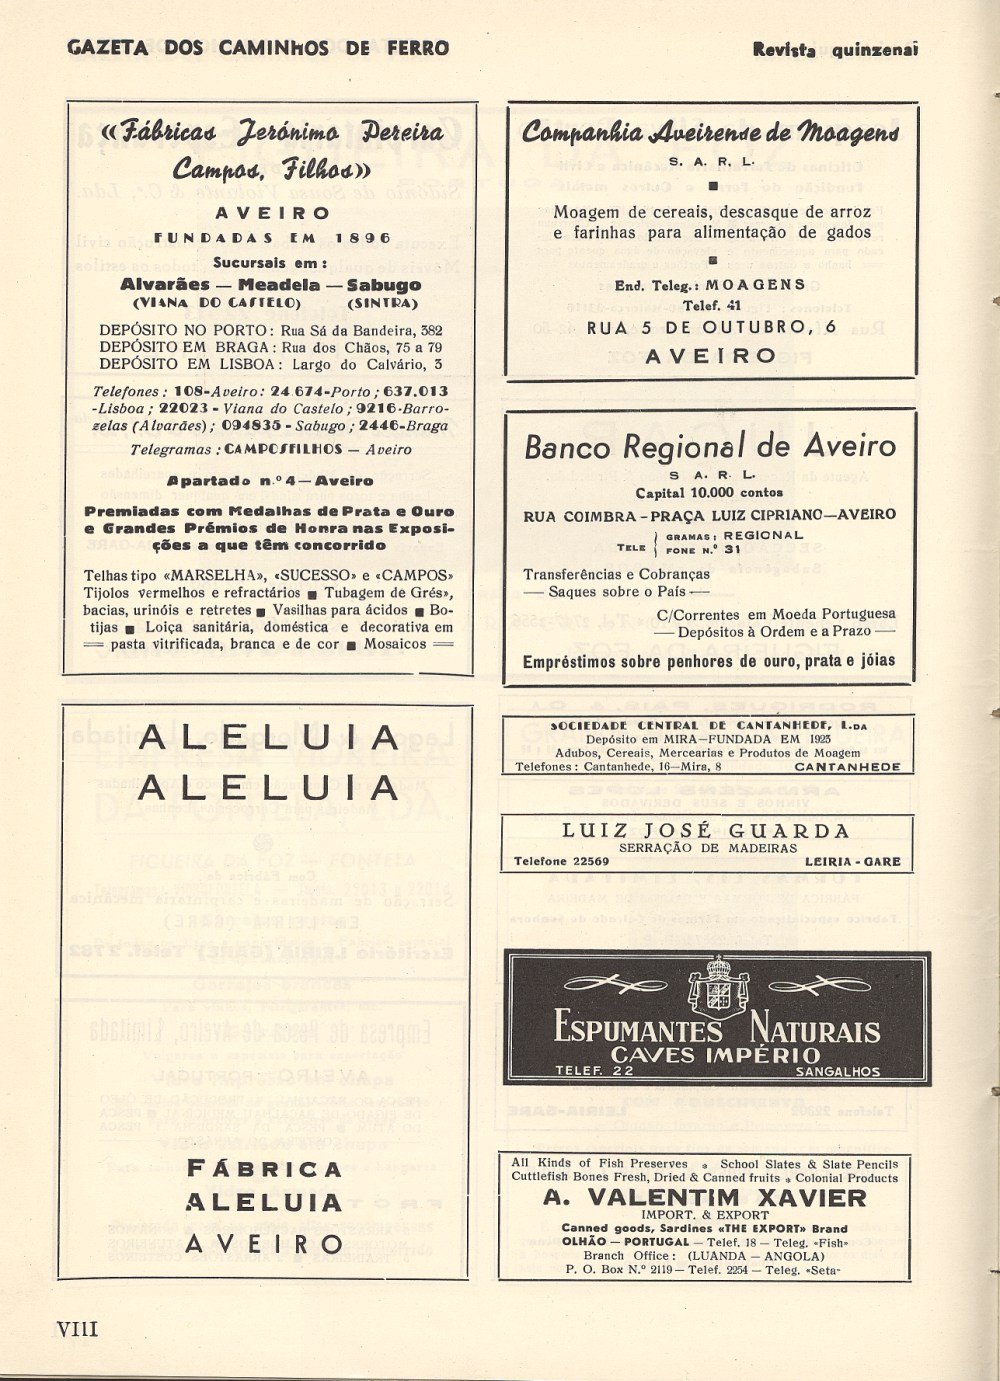 GAZETA DOS CAMINHOS DE FERRO
Revista quinzenal
«Fábricas Jerónimo Pereira
Campos, Filhos»
AVEIRO
FUNDADAS EM 1896
Sucursais em:
Alvarães — Meadela — Sabugo
(VIANA DO CASTELO) (SINTRA)
DEPÓSITO NO PORTO: Rua Sá da Bandeira, 382
DEPÓSITO EM BRAGA: Rua dos Chãos, 75 a 79
DEPÓSITO EM LISBOA: Largo do Calvário, 3
Telefones: 108-Aveiro: 24 674-Porto; 637.013
-Lisboa; 22023 - Viana do Castelo; 9216-Barro-
zelas (Alvarães); 094835 - Sabugo; 2446-Braga
Telegramas: CAMPOSFILHOS — Aveiro
Apartado n.º 4 — Aveiro
Premiadas com Medalhas de Prata e Ouro
e Grandes Prémios de Honra nas Exposi-
ções a que têm concorrido
Telhas tipo «MARSELHA», «SUCESSO» e «CAMPOS»
Tijolos vermelhos e refractários ■ Tubagem de Grés»,
bacias, urinóis e retretes ■ Vasilhas para ácidos ■ Bo-
tijas ■ Loiça sanitária, doméstica e decorativa em
pasta vitrificada, branca e de cor ■ Mosaicos
ALELUIA
ALELUIA
FÁBRICA
ALELUIA
AVEIRO
Companhia Aveirense de Moagens
S. A. R. L.
Moagem de cereais, descasque de arroz
e farinhas para alimentação de gados
End. Teleg.: MOAGENS
Telef. 41
RUA 5 DE OUTUBRO, 6
AVEIRO
Banco Regional de Aveiro
S. A. R. L.
Capital 10.000 contos
RUA COIMBRA - PRAÇA LUIZ CIPRIANO—AVEIRO
TELE { GRAMAS: REGIONAL
FONE N.º 31
Transferências e Cobranças
— Saques sobre o País —
C/Correntes em Moeda Portuguesa
— Depósitos à Ordem e a Prazo —
Empréstimos sobre penhores de ouro, prata e jóias
SOCIEDADE CENTRAL DE CANTANHEDE, L.DA
Depósito em MIRA—FUNDADA EM 1923
Adubos, Cereais, Mercearias e Produtos de Moagem
Telefones: Cantanhede, 16—Mira, 8 CANTANHEDE
LUIZ JOSÉ GUARDA
SERRAÇÃO DE MADEIRAS
Telefone 22569 LEIRIA - GARE
ESPUMANTES NATURAIS
CAVES IMPÉRIO
TELEF. 22 SANGALHOS
All Kinds of Fish Preserves * School Slates & Slate Pencils
Cuttlefish Bones Fresh, Dried & Canned fruits * Colonial Products
A. VALENTIM XAVIER
IMPORT. & EXPORT
Canned goods, Sardines «THE EXPORT» Brand
OLHÃO — PORTUGAL — Telef. 18 — Teleg. «Fish»
Branch Office: (LUANDA — ANGOLA)
P. O. Box N.º 2119 — Telef. 2254 — Teleg. «Seta»
VIII